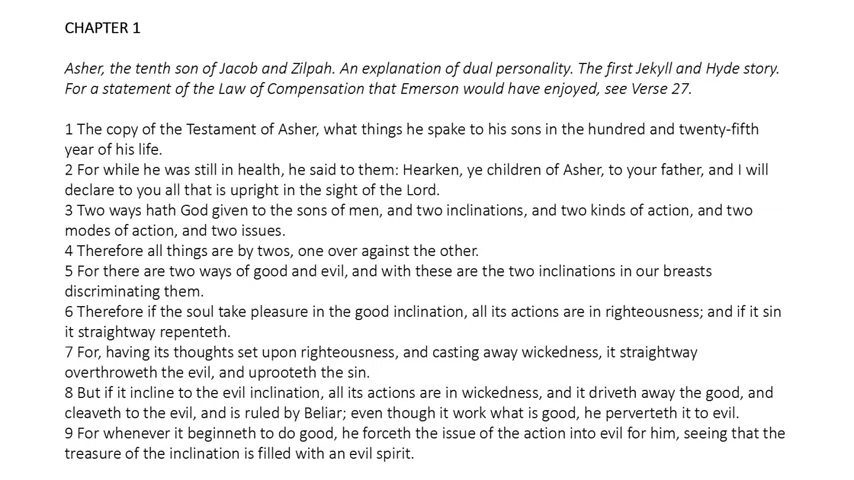 CHAPTER 1
Asher, the tenth son of Jacob and Zilpah. An explanation of dual personality. The first Jekyll and Hyde story.
For a statement of the Law of Compensation that Emerson would have enjoyed, see Verse 27.
1 The copy of the Testament of Asher, what things he spake to his sons in the hundred and twenty-fifth
year of his life.
2 For while he was still in health, he said to them: Hearken, ye children of Asher, to your father, and I will
declare to you all that is upright in the sight of the Lord.
3 Two ways hath God given to the sons of men, and two inclinations, and two kinds of action, and two
modes of action, and two issues.
4 Therefore all things are by twos, one over against the other.
5 For there are two ways of good and evil, and with these are the two inclinations in our breasts
discriminating them.
6 Therefore if the soul take pleasure in the good inclination, all its actions are in righteousness; and if it sin
it straightway repenteth.
7 For, having its thoughts set upon righteousness, and casting away wickedness, it straightway
overthroweth the evil, and uprooteth the sin.
8 But if it incline to the evil inclination, all its actions are in wickedness, and it driveth away the good, and
cleaveth to the evil, and is ruled by Beliar; even though it work what is good, he perverteth it to evil.
9 For whenever it beginneth to do good, he forceth the issue of the action into evil for him, seeing that the
treasure of the inclination is filled with an evil spirit.